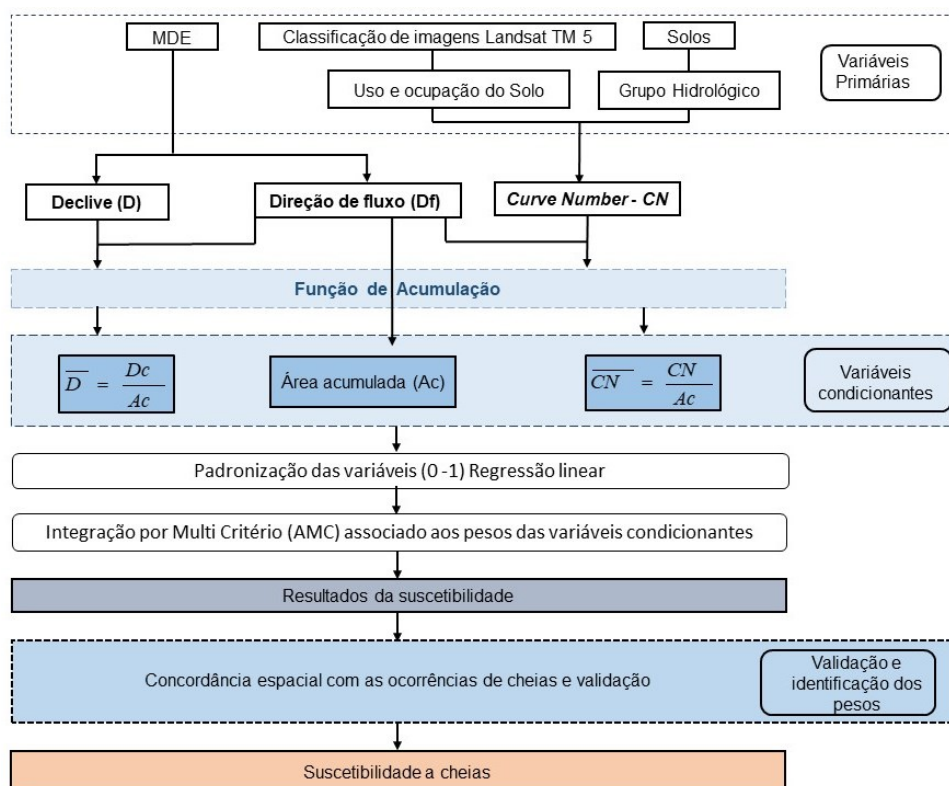 MDE
Classificação de imagens Landsat TM 5
Solos
Variáveis
Primárias
Uso e ocupação do Solo
Grupo Hidrológico
Declive (D)
Direção de fluxo (Df)
Curve Number - CN
Função de Acumulação
D = Dc / Ac
Área acumulada (Ac)
CN = CN / Ac
Variáveis
condicionantes
Padronização das variáveis (0 -1) Regressão linear
Integração por Multi Critério (AMC) associado aos pesos das variáveis condicionantes
Resultados da suscetibilidade
Concordância espacial com as ocorrências de cheias e validação
Validação e
identificação dos
pesos
Suscetibilidade a cheias